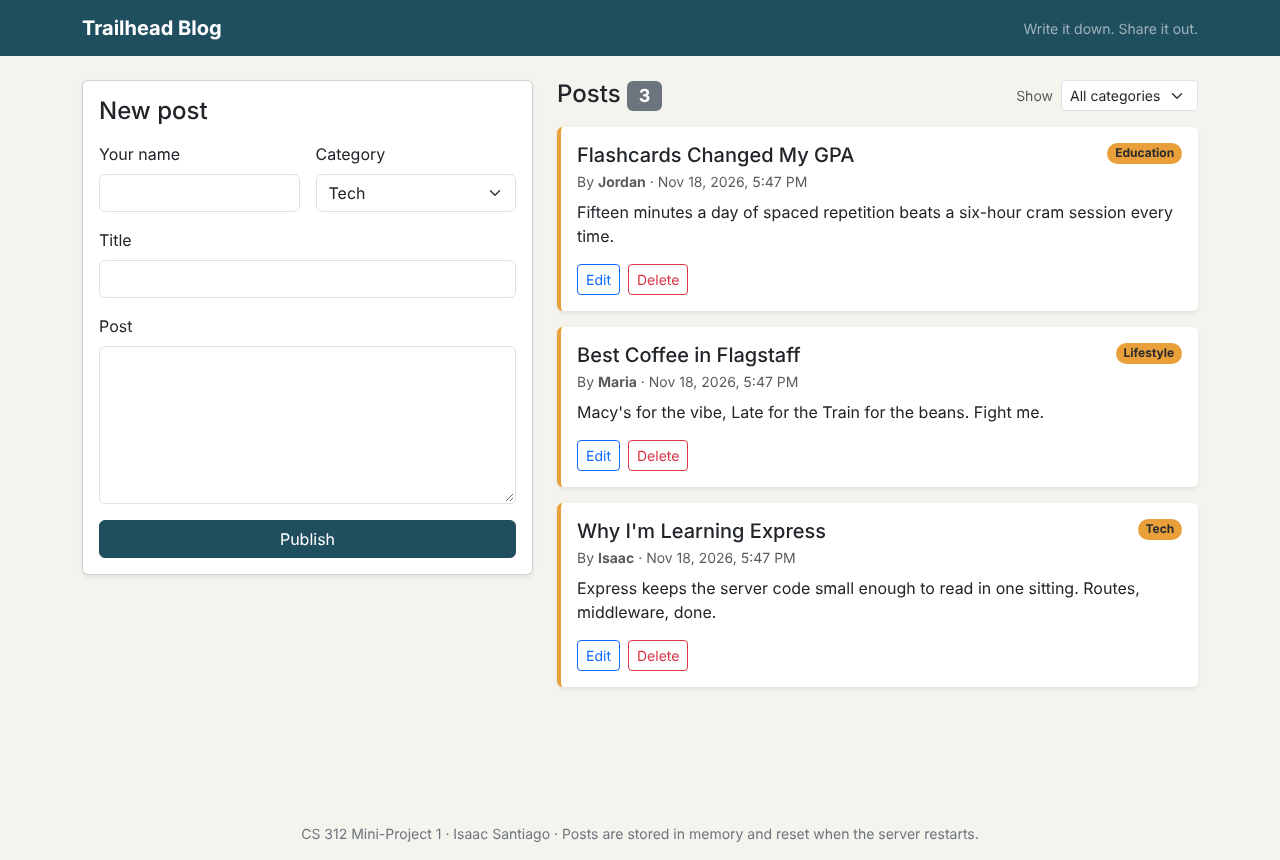 Trailhead Blog
Write it down. Share it out.
New post
Your name
Category
Tech
Title
Post
Publish
Posts 3
Show All categories
Flashcards Changed My GPA
Education
By Jordan · Nov 18, 2026, 5:47 PM
Fifteen minutes a day of spaced repetition beats a six-hour cram session every
time.
Edit Delete
Best Coffee in Flagstaff
Lifestyle
By Maria · Nov 18, 2026, 5:47 PM
Macy's for the vibe, Late for the Train for the beans. Fight me.
Edit Delete
Why I'm Learning Express
Tech
By Isaac · Nov 18, 2026, 5:47 PM
Express keeps the server code small enough to read in one sitting. Routes,
middleware, done.
Edit Delete
CS 312 Mini-Project 1 · Isaac Santiago · Posts are stored in memory and reset when the server restarts.